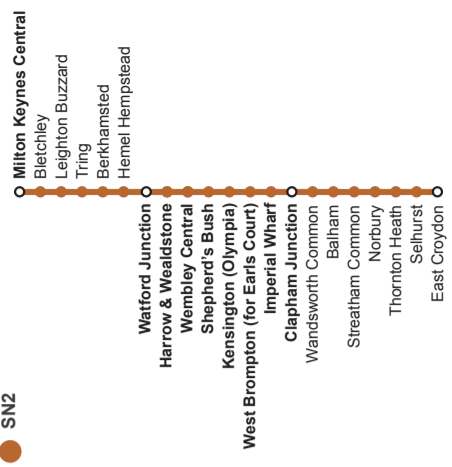 SN2
Milton Keynes Central
Bletchley
Leighton Buzzard
Tring
Berkhamsted
Hemel Hempstead
Watford Junction
Harrow & Wealdstone
Wembley Central
Shepherd's Bush
Kensington (Olympia)
West Brompton (for Earls Court)
Imperial Wharf
Clapham Junction
Wandsworth Common
Balham
Streatham Common
Norbury
Thornton Heath
Selhurst
East Croydon